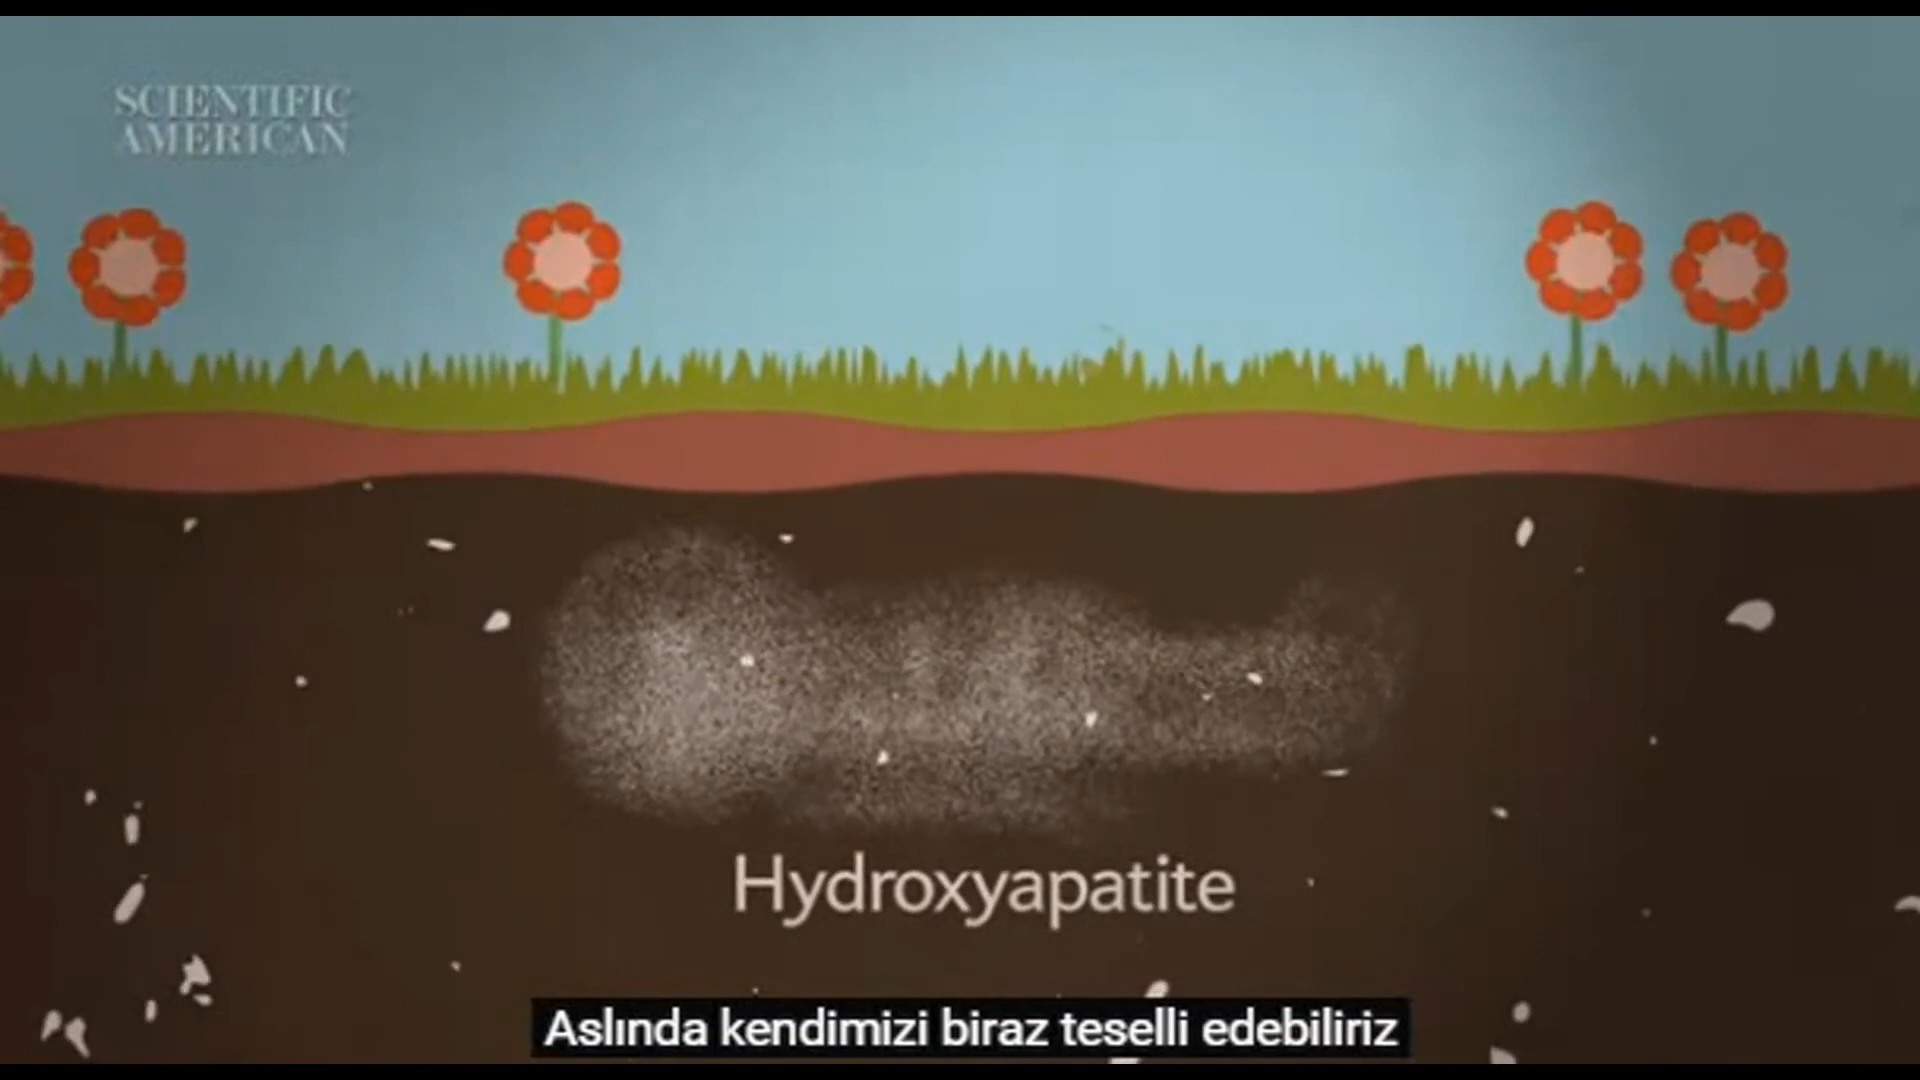 SCIENTIFIC
AMERICAN
Hydroxyapatite
Aslında kendimizi biraz teselli edebiliriz